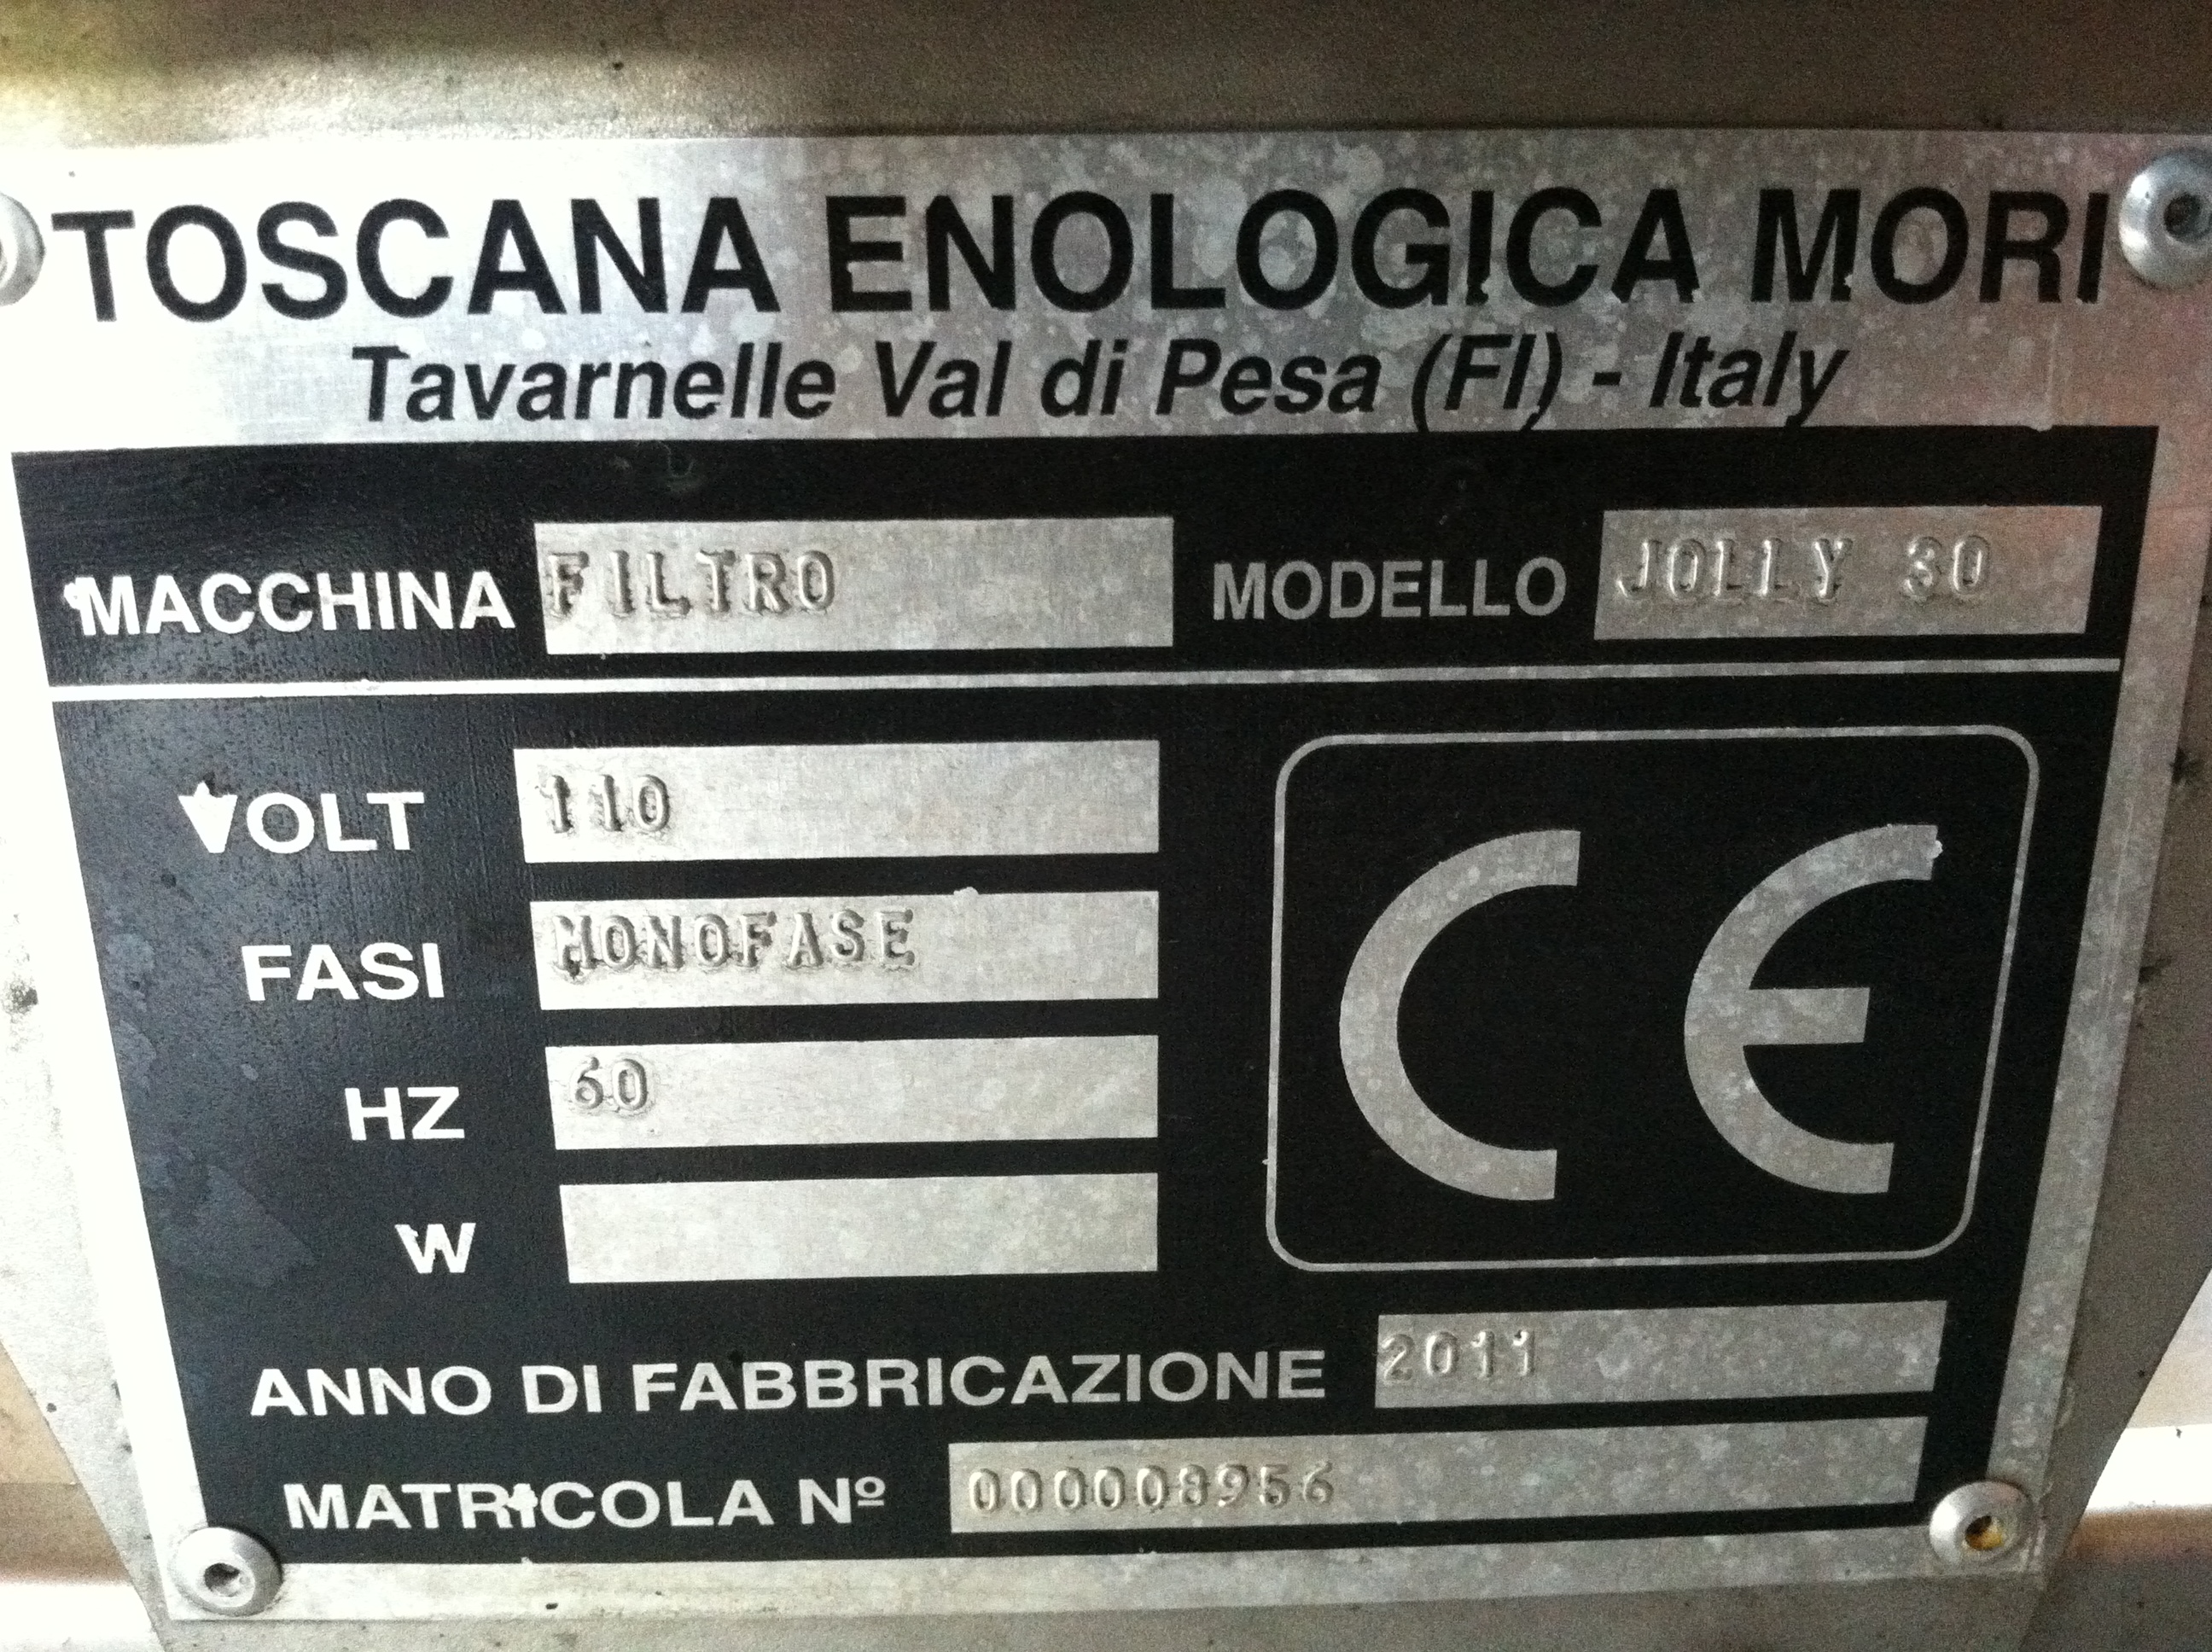 TOSCANA ENOLOGICA MORI
Tavarnelle Val di Pesa (FI) - Italy
MACCHINA FILTRO MODELLO JOLLY 30
VOLT 110
FASI MONOFASE
HZ 60
W
CE
ANNO DI FABBRICAZIONE 2011
MATRICOLA Nº 000008956